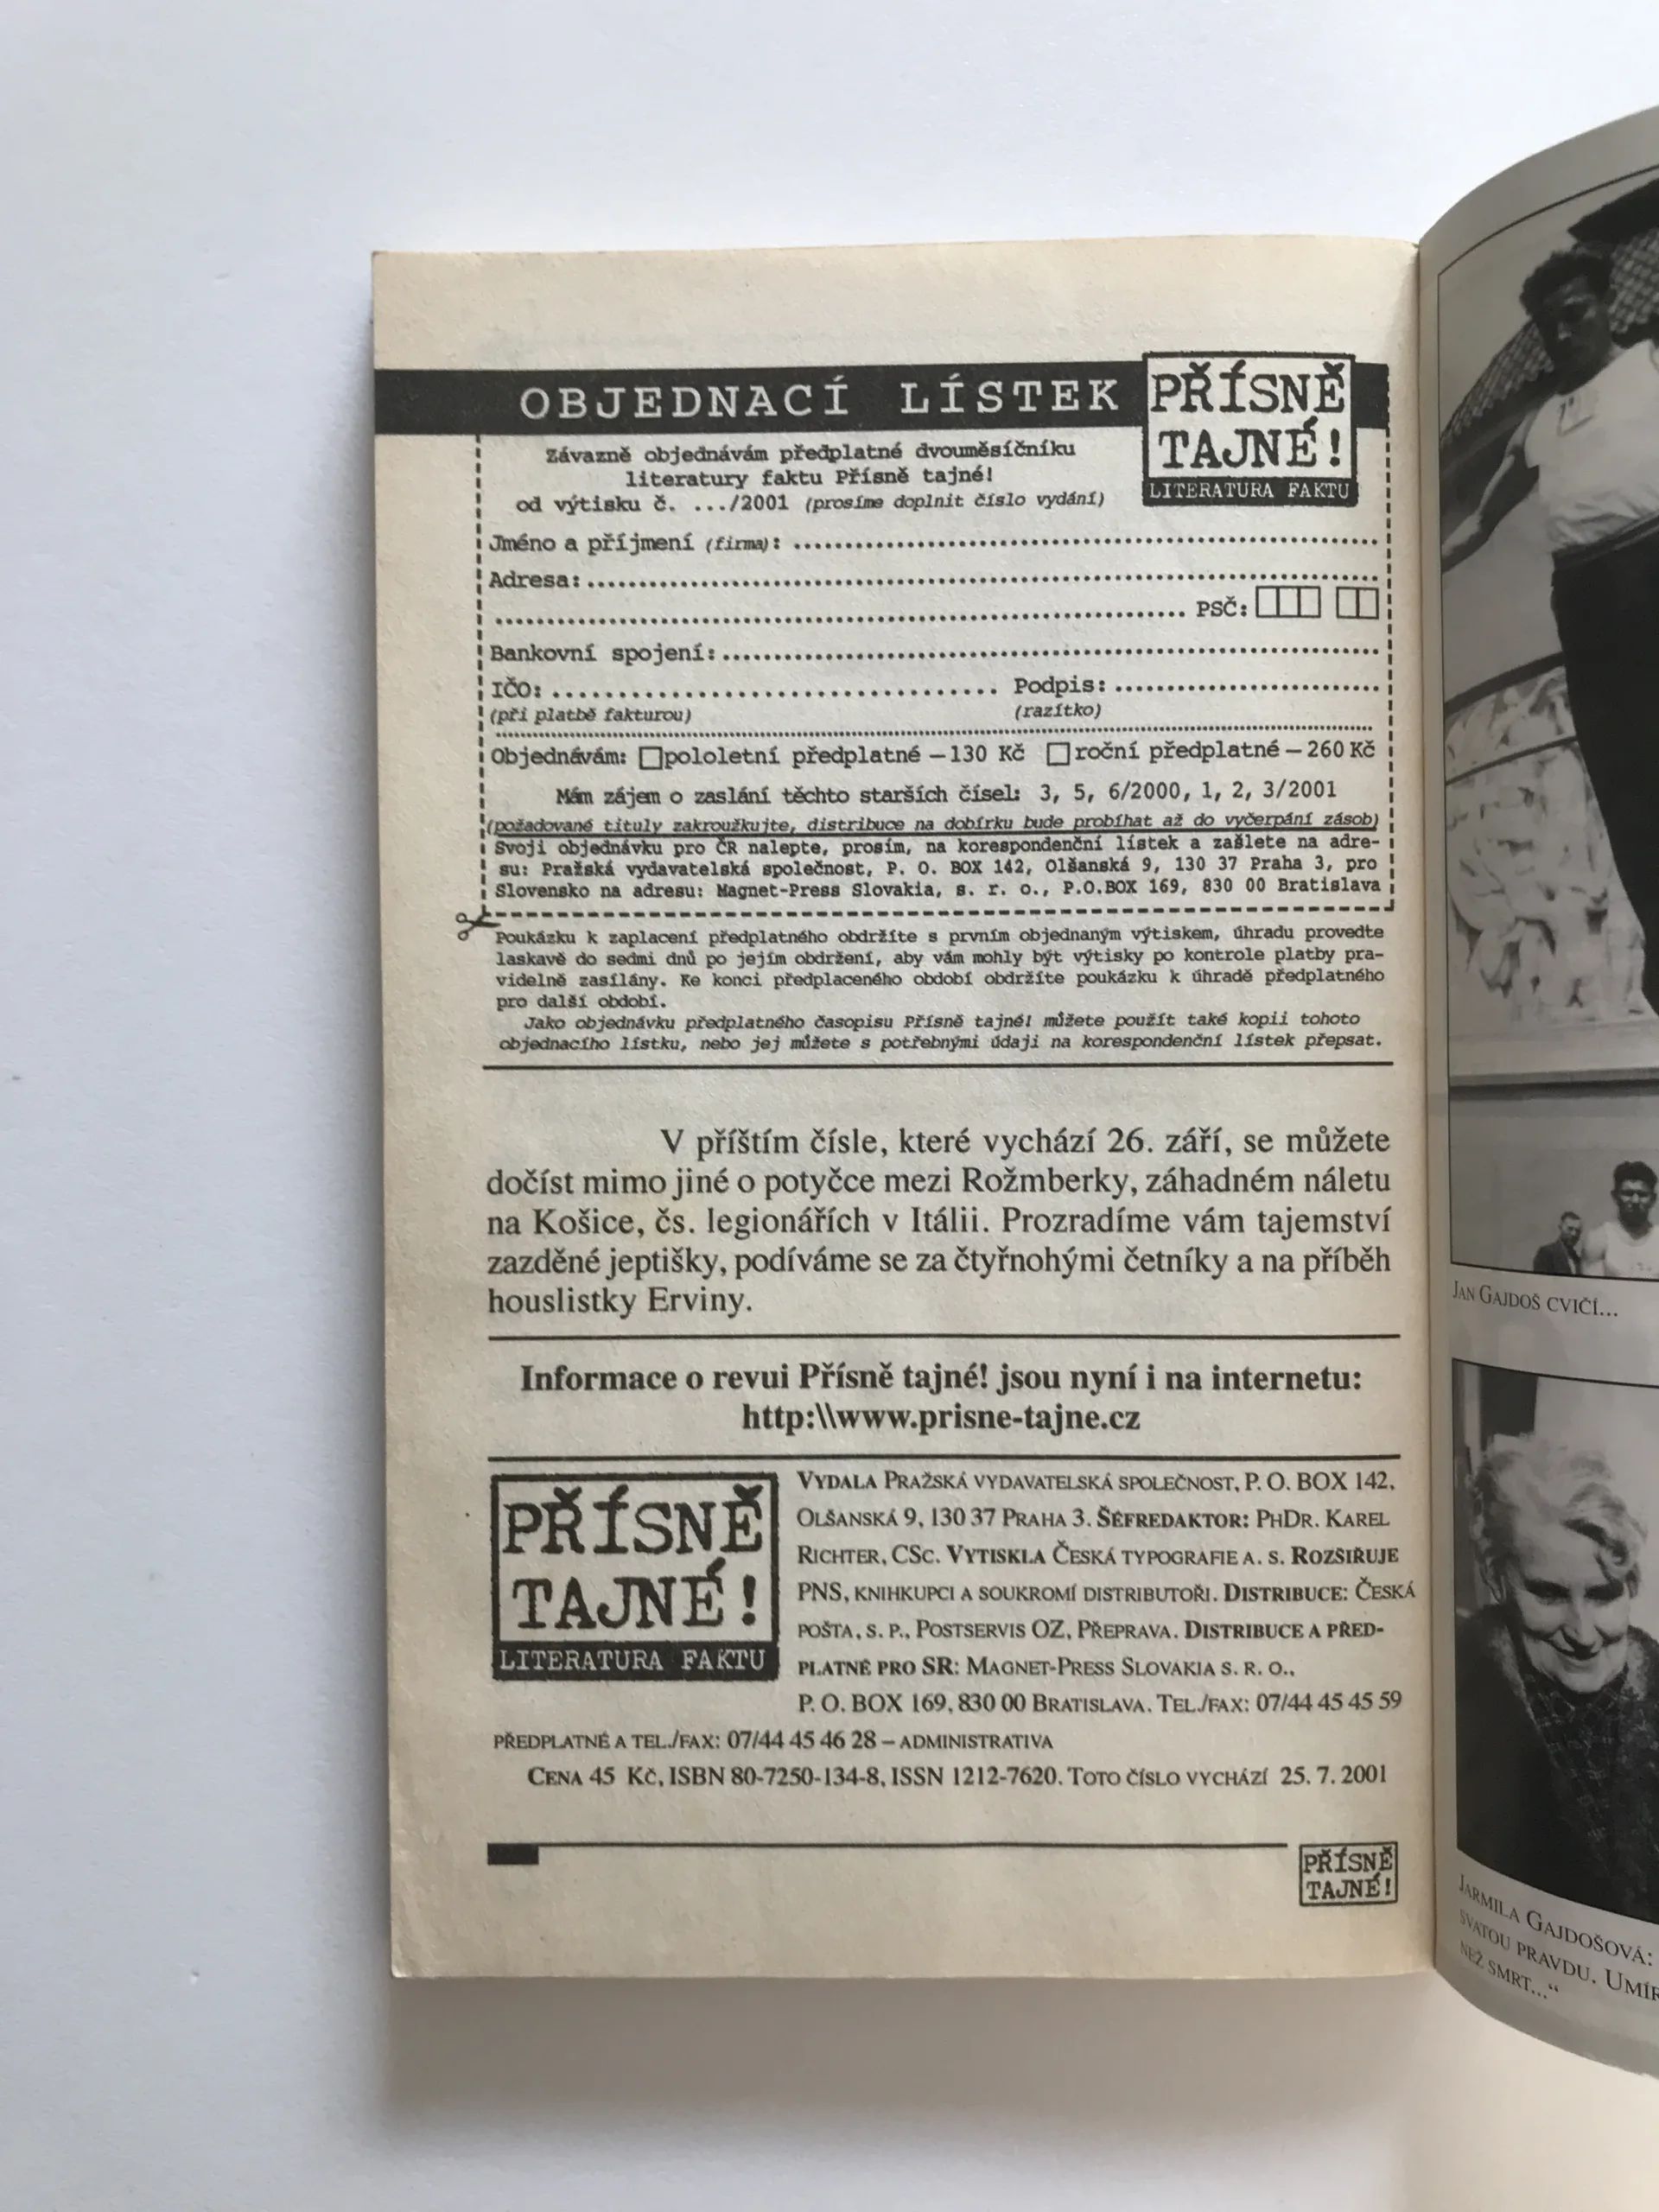 OBJEDNACÍ LÍSTEK
PŘÍSNĚ
TAJNÉ!
LITERATURA FAKTU
Závazně objednávám předplatné dvouměsíčníku
literatury faktu Přísně tajné!
od výtisku č. .../2001 (prosíme doplnit číslo vydání)
Jméno a příjmení (firma):
Adresa:
PSČ:
Bankovní spojení:
IČO: Podpis:
(při platbě fakturou) (razítko)
Objednávám: pololetní předplatné – 130 Kč roční předplatné – 260 Kč
Mám zájem o zaslání těchto starších čísel: 3, 5, 6/2000, 1, 2, 3/2001
(požadované tituly zakroužkujte, distribuce na dobírku bude probíhat až do vyčerpání zásob)
Svoji objednávku pro ČR nalepte, prosím, na korespondenční lístek a zašlete na adre-
su: Pražská vydavatelská společnost, P. O. BOX 142, Olšanská 9, 130 37 Praha 3, pro
Slovensko na adresu: Magnet-Press Slovakia, s. r. o., P.O.BOX 169, 830 00 Bratislava
Poukázku k zaplacení předplatného obdržíte s prvním objednaným výtiskem, úhradu provedte
laskavě do sedmi dnů po jejím obdržení, aby vám mohly být výtisky po kontrole platby pra-
videlně zasílány. Ke konci předplaceného období obdržíte poukázku k úhradě předplatného
pro další období.
Jako objednávku předplatného časopisu Přísně tajné! můžete použít také kopii tohoto
objednacího lístku, nebo jej můžete s potřebnými údaji na korespondenční lístek přepsat.
V příštím čísle, které vychází 26. září, se můžete
dočíst mimo jiné o potyčce mezi Rožmberky, záhadném náletu
na Košice, čs. legionářích v Itálii. Prozradíme vám tajemství
zazděné jeptišky, podíváme se za čtyřnohými četníky a na příběh
houslistky Erviny.
Informace o revui Přísně tajné! jsou nyní i na internetu:
http:\\www.prisne-tajne.cz
PŘÍSNĚ
TAJNÉ!
LITERATURA FAKTU
VYDALA PRAŽSKÁ VYDAVATELSKÁ SPOLEČNOST, P. O. BOX 142,
OLŠANSKÁ 9, 130 37 PRAHA 3. ŠÉFREDAKTOR: PHDR. KAREL
RICHTER, CSC. VYTISKLA ČESKÁ TYPOGRAFIE A. S. ROZŠIŘUJE
PNS, KNIHKUPCI A SOUKROMÍ DISTRIBUTOŘI. DISTRIBUCE: ČESKÁ
POŠTA, S. P., POSTSERVIS OZ, PŘEPRAVA. DISTRIBUCE A PŘED-
PLATNÉ PRO SR: MAGNET-PRESS SLOVAKIA S. R. O.,
P. O. BOX 169, 830 00 BRATISLAVA. TEL./FAX: 07/44 45 45 59
PŘEDPLATNÉ A TEL./FAX: 07/44 45 46 28 – ADMINISTRATIVA
CENA 45 KČ, ISBN 80-7250-134-8, ISSN 1212-7620. TOTO ČÍSLO VYCHÁZÍ 25. 7. 2001
PŘÍSNĚ
TAJNÉ!
JAN GAJDOŠ CVIČÍ...
JARMILA GAJDOŠOVÁ:
SVATOU PRAVDU.
NEŽ SMRT..."